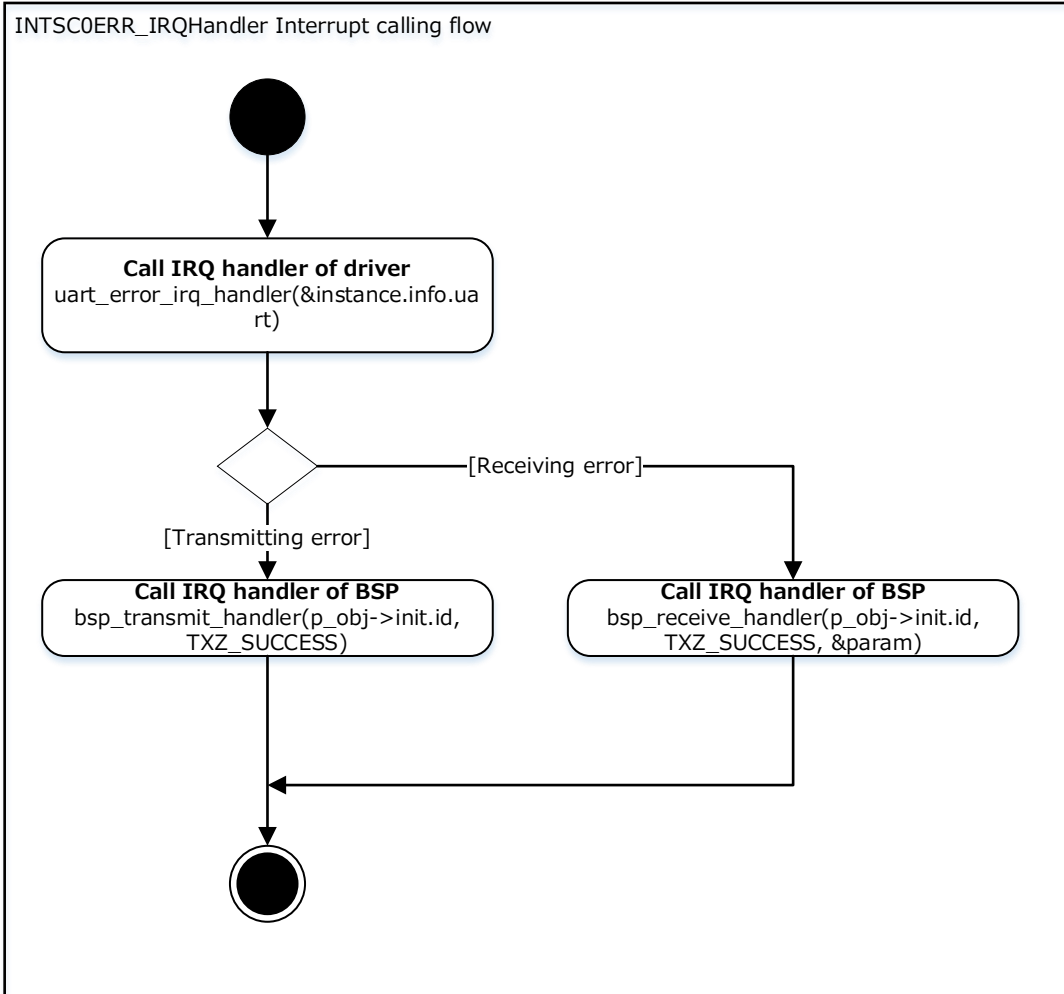 INTSC0ERR_IRQHandler Interrupt calling flow
Call IRQ handler of driver
uart_error_irq_handler(&instance.info.ua
rt)
[Receiving error]
[Transmitting error]
Call IRQ handler of BSP
bsp_transmit_handler(p_obj->init.id,
TXZ_SUCCESS)
Call IRQ handler of BSP
bsp_receive_handler(p_obj->init.id,
TXZ_SUCCESS, &param)